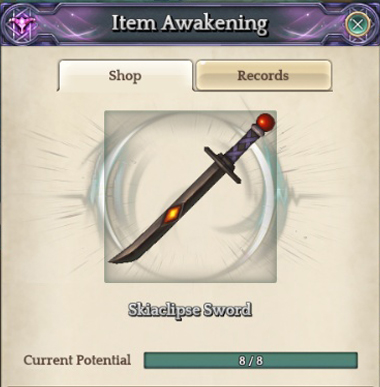 Item Awakening
Shop Records
Skiaclipse Sword
Current Potential 8 / 8